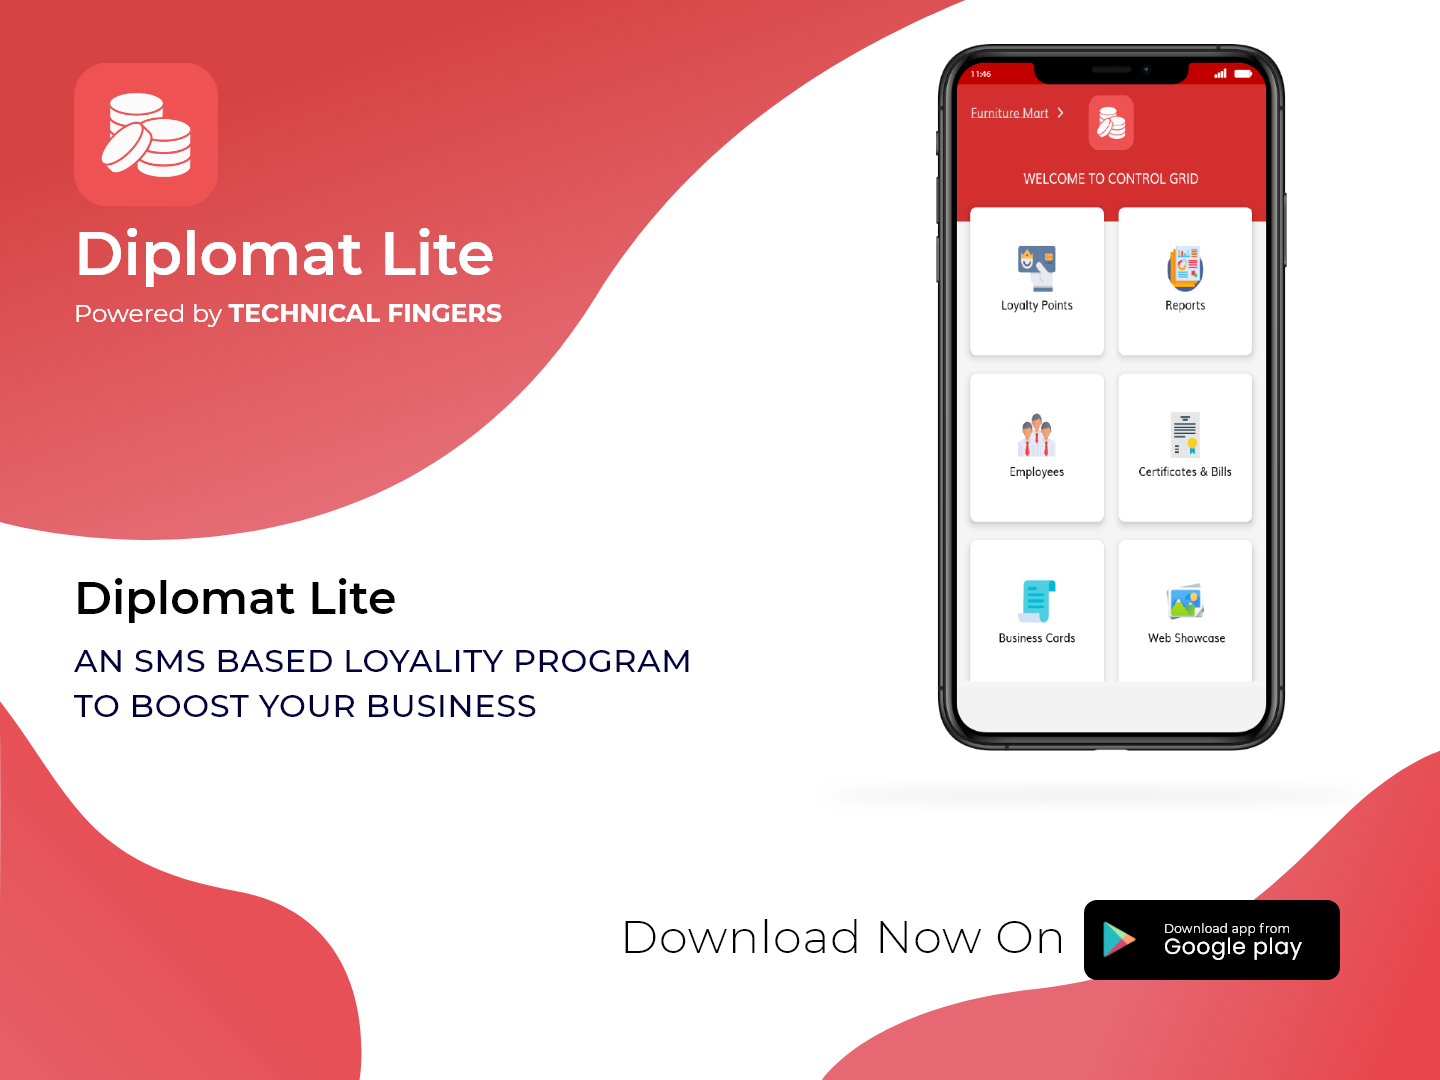 Diplomat Lite
Powered by TECHNICAL FINGERS
Diplomat Lite
AN SMS BASED LOYALITY PROGRAM
TO BOOST YOUR BUSINESS
11:46
Furniture Mart >
WELCOME TO CONTROL GRID
Loyalty Points
Reports
Employees
Certificates & Bills
Business Cards
Web Showcase
Download Now On
Download app from
Google play